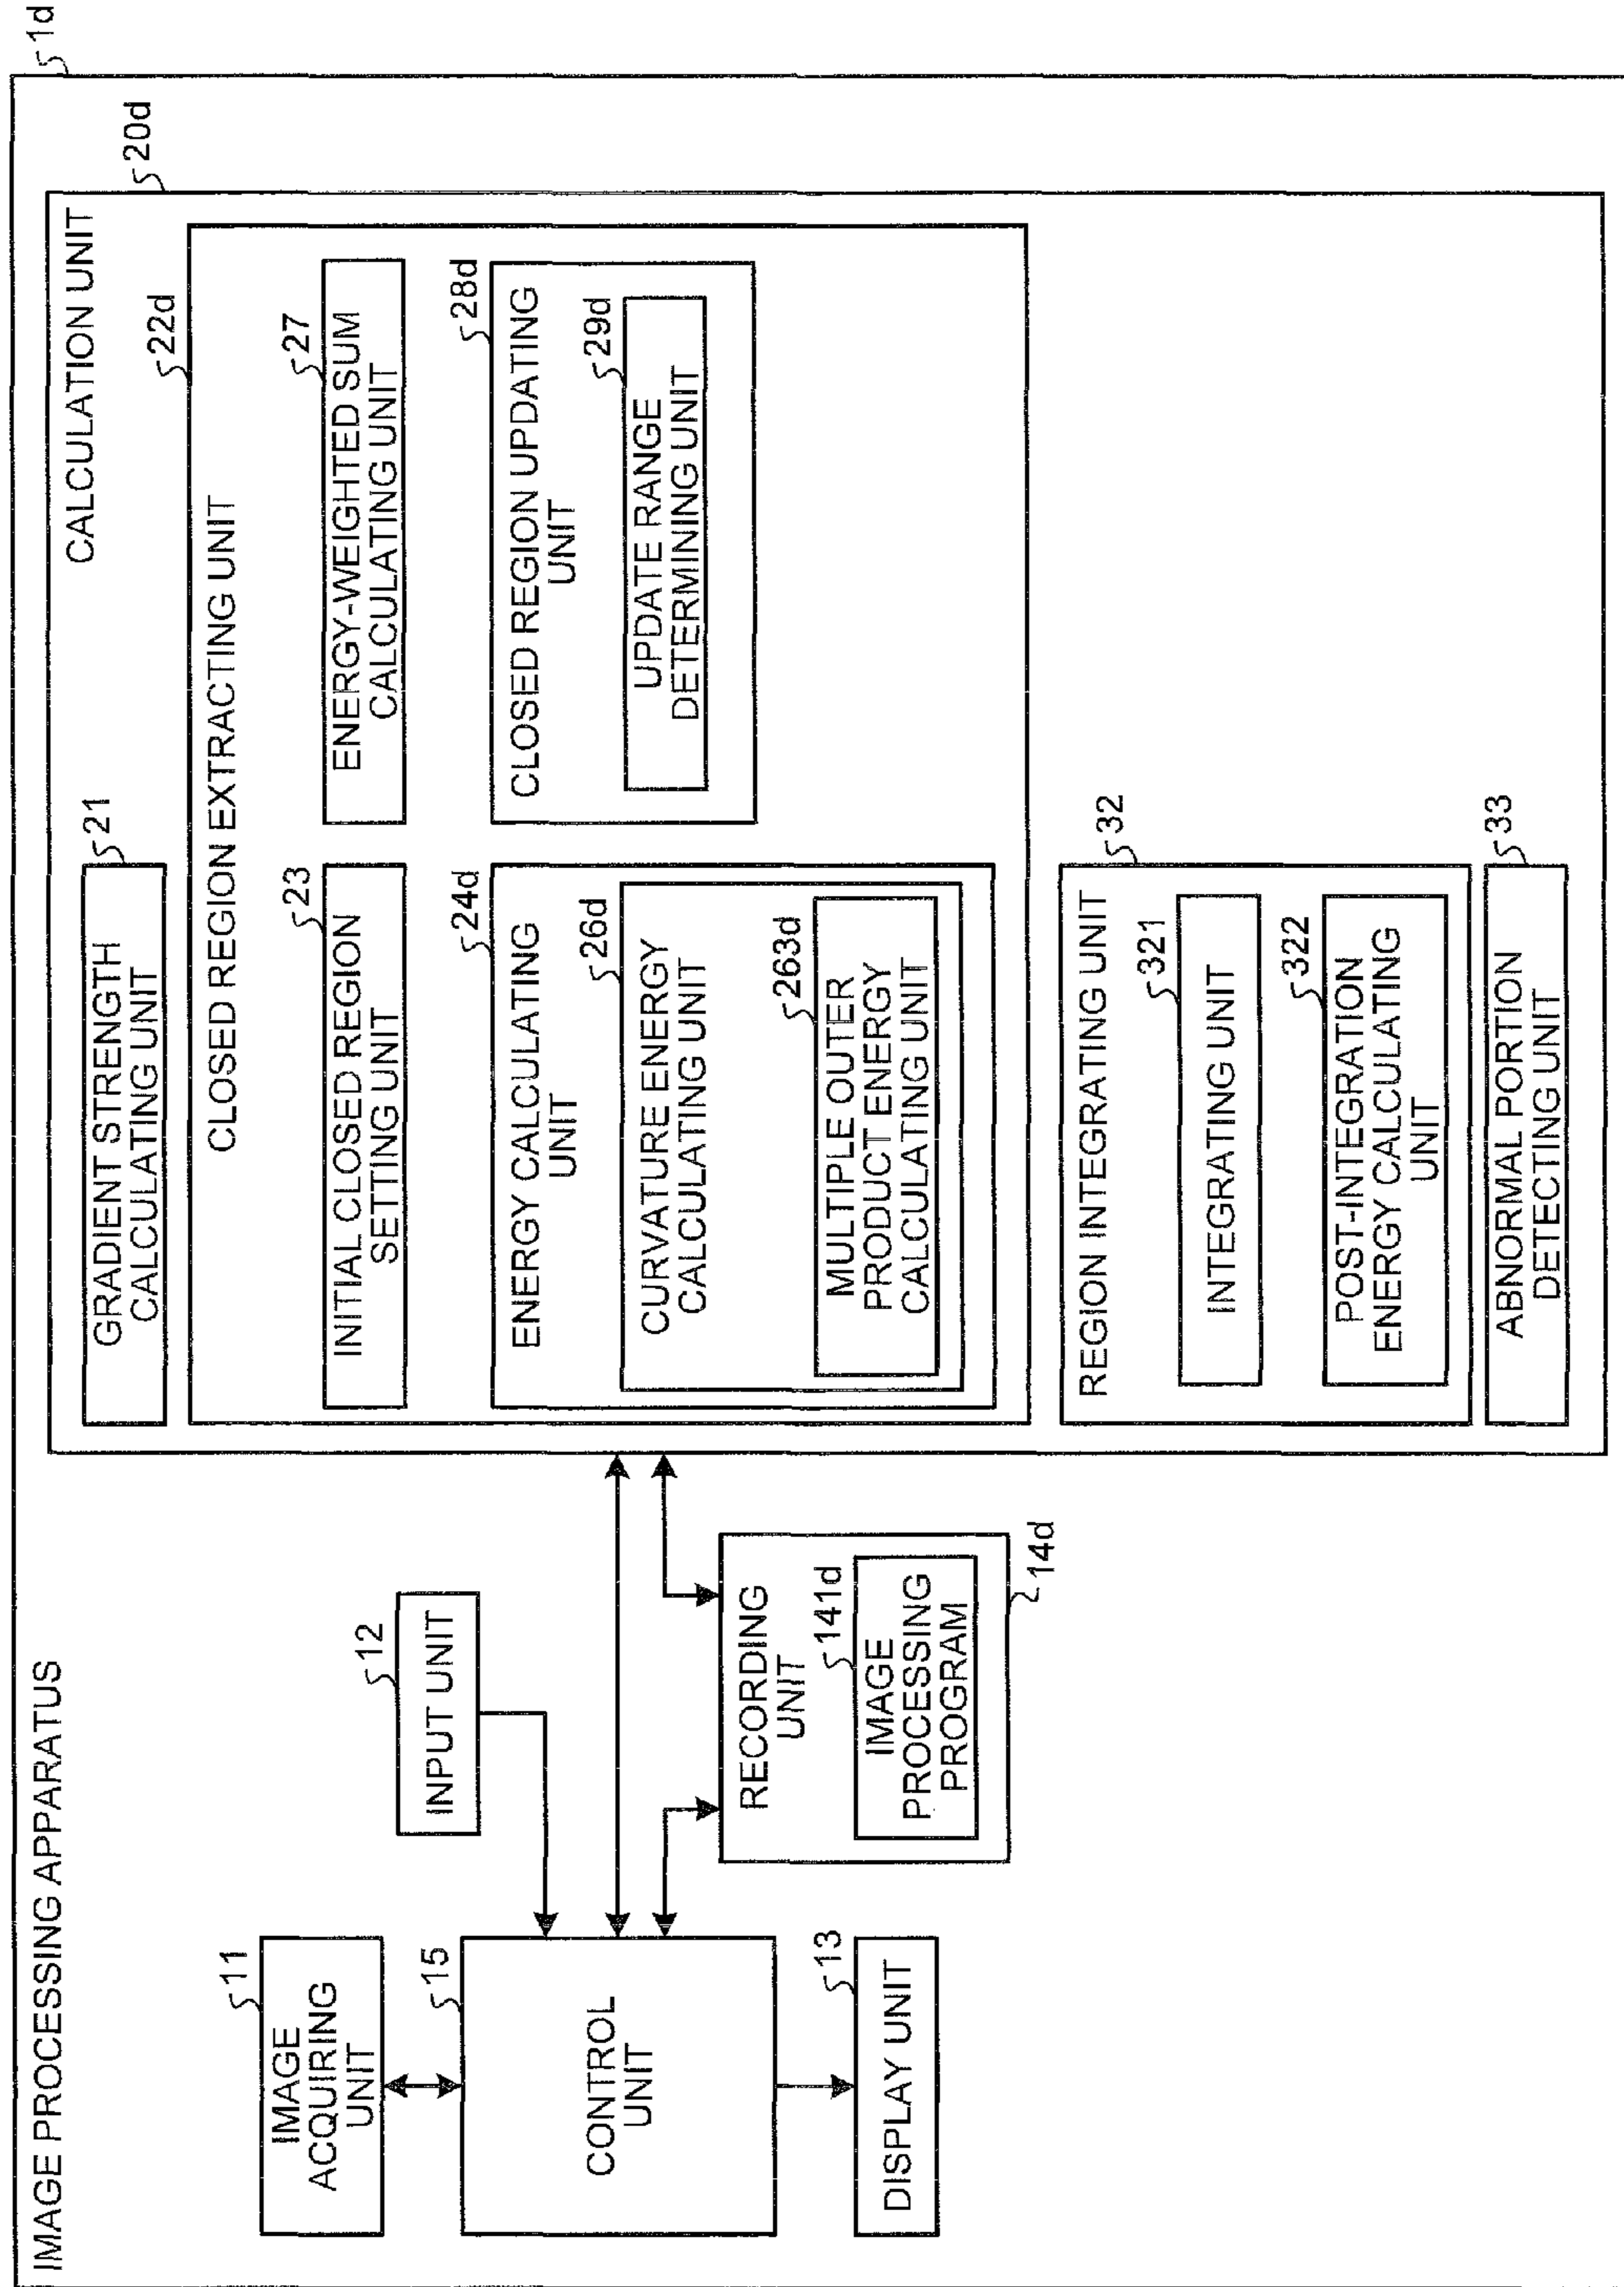 IMAGE PROCESSING APPARATUS
1d
11
IMAGE
ACQUIRING
UNIT
15
CONTROL
UNIT
13
DISPLAY UNIT
12
INPUT UNIT
RECORDING
UNIT
141d
IMAGE
PROCESSING
PROGRAM
14d
20d
CALCULATION UNIT
21
GRADIENT STRENGTH
CALCULATING UNIT
22d
CLOSED REGION EXTRACTING UNIT
23
INITIAL CLOSED REGION
SETTING UNIT
27
ENERGY-WEIGHTED SUM
CALCULATING UNIT
24d
ENERGY CALCULATING
UNIT
26d
CURVATURE ENERGY
CALCULATING UNIT
263d
MULTIPLE OUTER
PRODUCT ENERGY
CALCULATING UNIT
28d
CLOSED REGION UPDATING
UNIT
29d
UPDATE RANGE
DETERMINING UNIT
32
REGION INTEGRATING UNIT
321
INTEGRATING UNIT
322
POST-INTEGRATION
ENERGY CALCULATING
UNIT
33
ABNORMAL PORTION
DETECTING UNIT